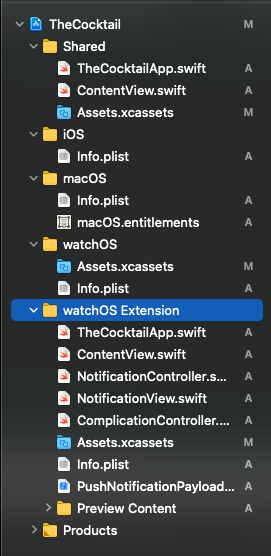 TheCocktail M
Shared
TheCocktailApp.swift A
ContentView.swift A
Assets.xcassets M
iOS
Info.plist A
macOS
Info.plist A
macOS.entitlements A
watchOS
Assets.xcassets M
Info.plist A
watchOS Extension
TheCocktailApp.swift A
ContentView.swift A
NotificationController.s... A
NotificationView.swift A
ComplicationController.... A
Assets.xcassets M
Info.plist A
PushNotificationPayload... A
Preview Content A
Products